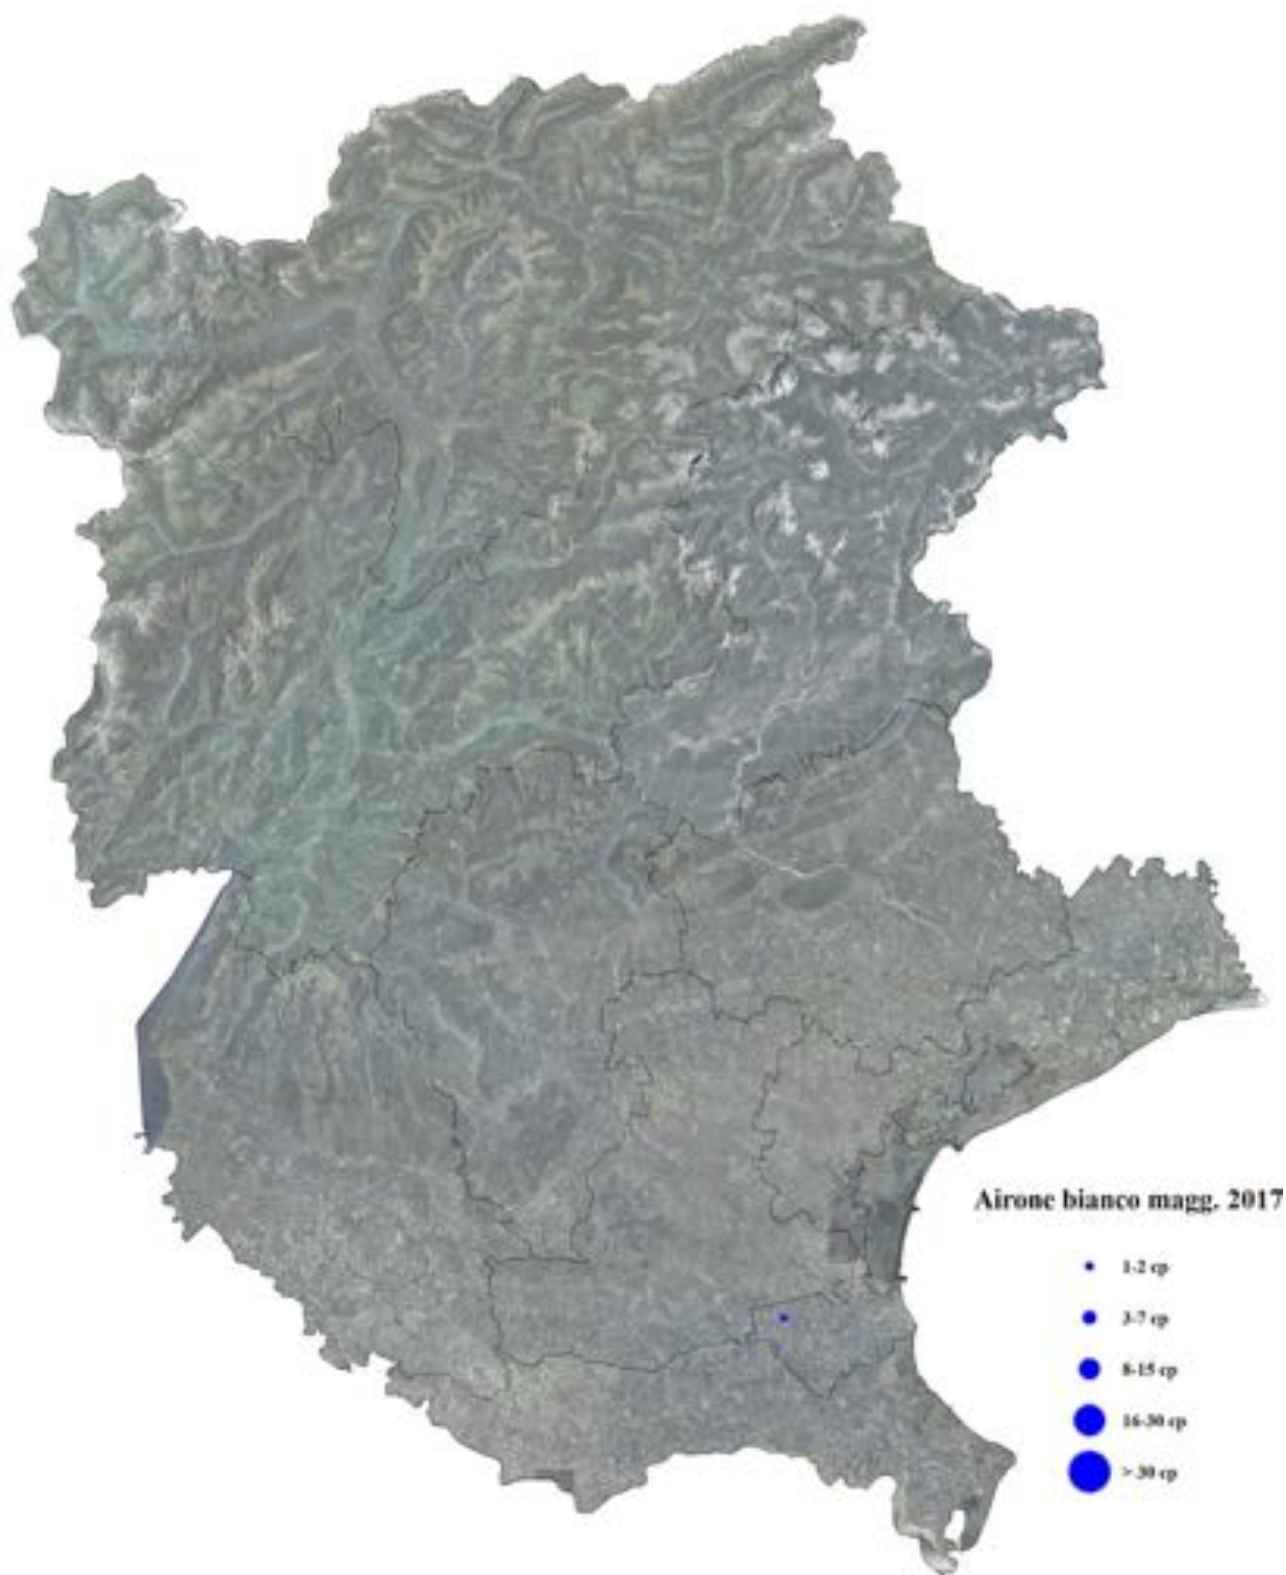 Airone bianco magg. 2017
1-2 cp
3-7 cp
8-15 cp
16-30 cp
> 30 cp